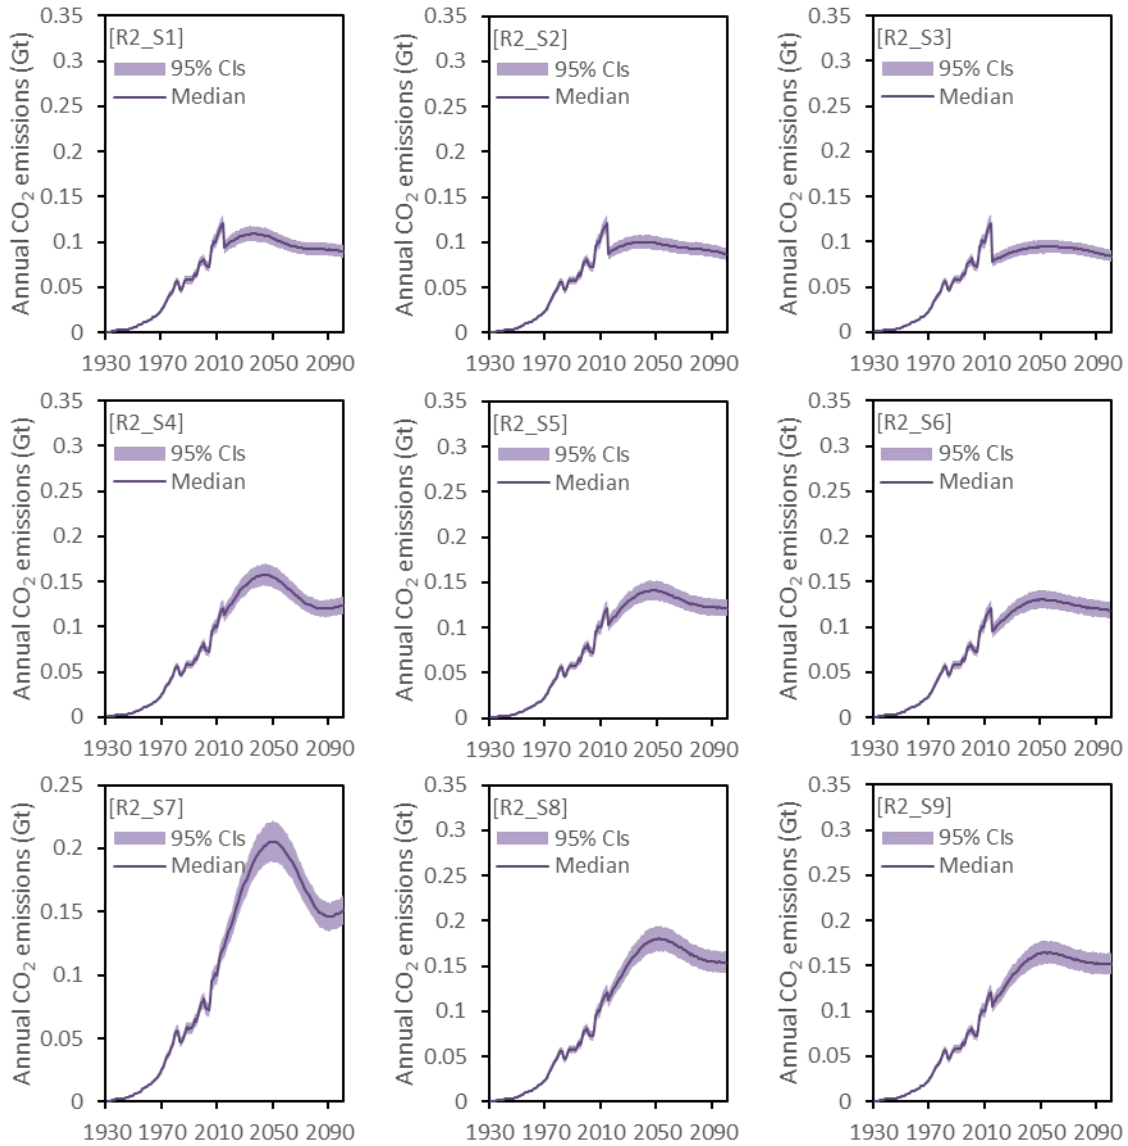 Annual CO₂ emissions (Gt)
0.35
0.3
0.25
0.2
0.15
0.1
0.05
0
[R2_S1]
95% CIs
Median
1930 1970 2010 2050 2090
Annual CO₂ emissions (Gt)
0.35
0.3
0.25
0.2
0.15
0.1
0.05
0
[R2_S2]
95% CIs
Median
1930 1970 2010 2050 2090
Annual CO₂ emissions (Gt)
0.35
0.3
0.25
0.2
0.15
0.1
0.05
0
[R2_S3]
95% CIs
Median
1930 1970 2010 2050 2090
Annual CO₂ emissions (Gt)
0.35
0.3
0.25
0.2
0.15
0.1
0.05
0
[R2_S4]
95% CIs
Median
1930 1970 2010 2050 2090
Annual CO₂ emissions (Gt)
0.35
0.3
0.25
0.2
0.15
0.1
0.05
0
[R2_S5]
95% CIs
Median
1930 1970 2010 2050 2090
Annual CO₂ emissions (Gt)
0.35
0.3
0.25
0.2
0.15
0.1
0.05
0
[R2_S6]
95% CIs
Median
1930 1970 2010 2050 2090
Annual CO₂ emissions (Gt)
0.25
0.2
0.15
0.1
0.05
0
[R2_S7]
95% CIs
Median
1930 1970 2010 2050 2090
Annual CO₂ emissions (Gt)
0.35
0.3
0.25
0.2
0.15
0.1
0.05
0
[R2_S8]
95% CIs
Median
1930 1970 2010 2050 2090
Annual CO₂ emissions (Gt)
0.35
0.3
0.25
0.2
0.15
0.1
0.05
0
[R2_S9]
95% CIs
Median
1930 1970 2010 2050 2090